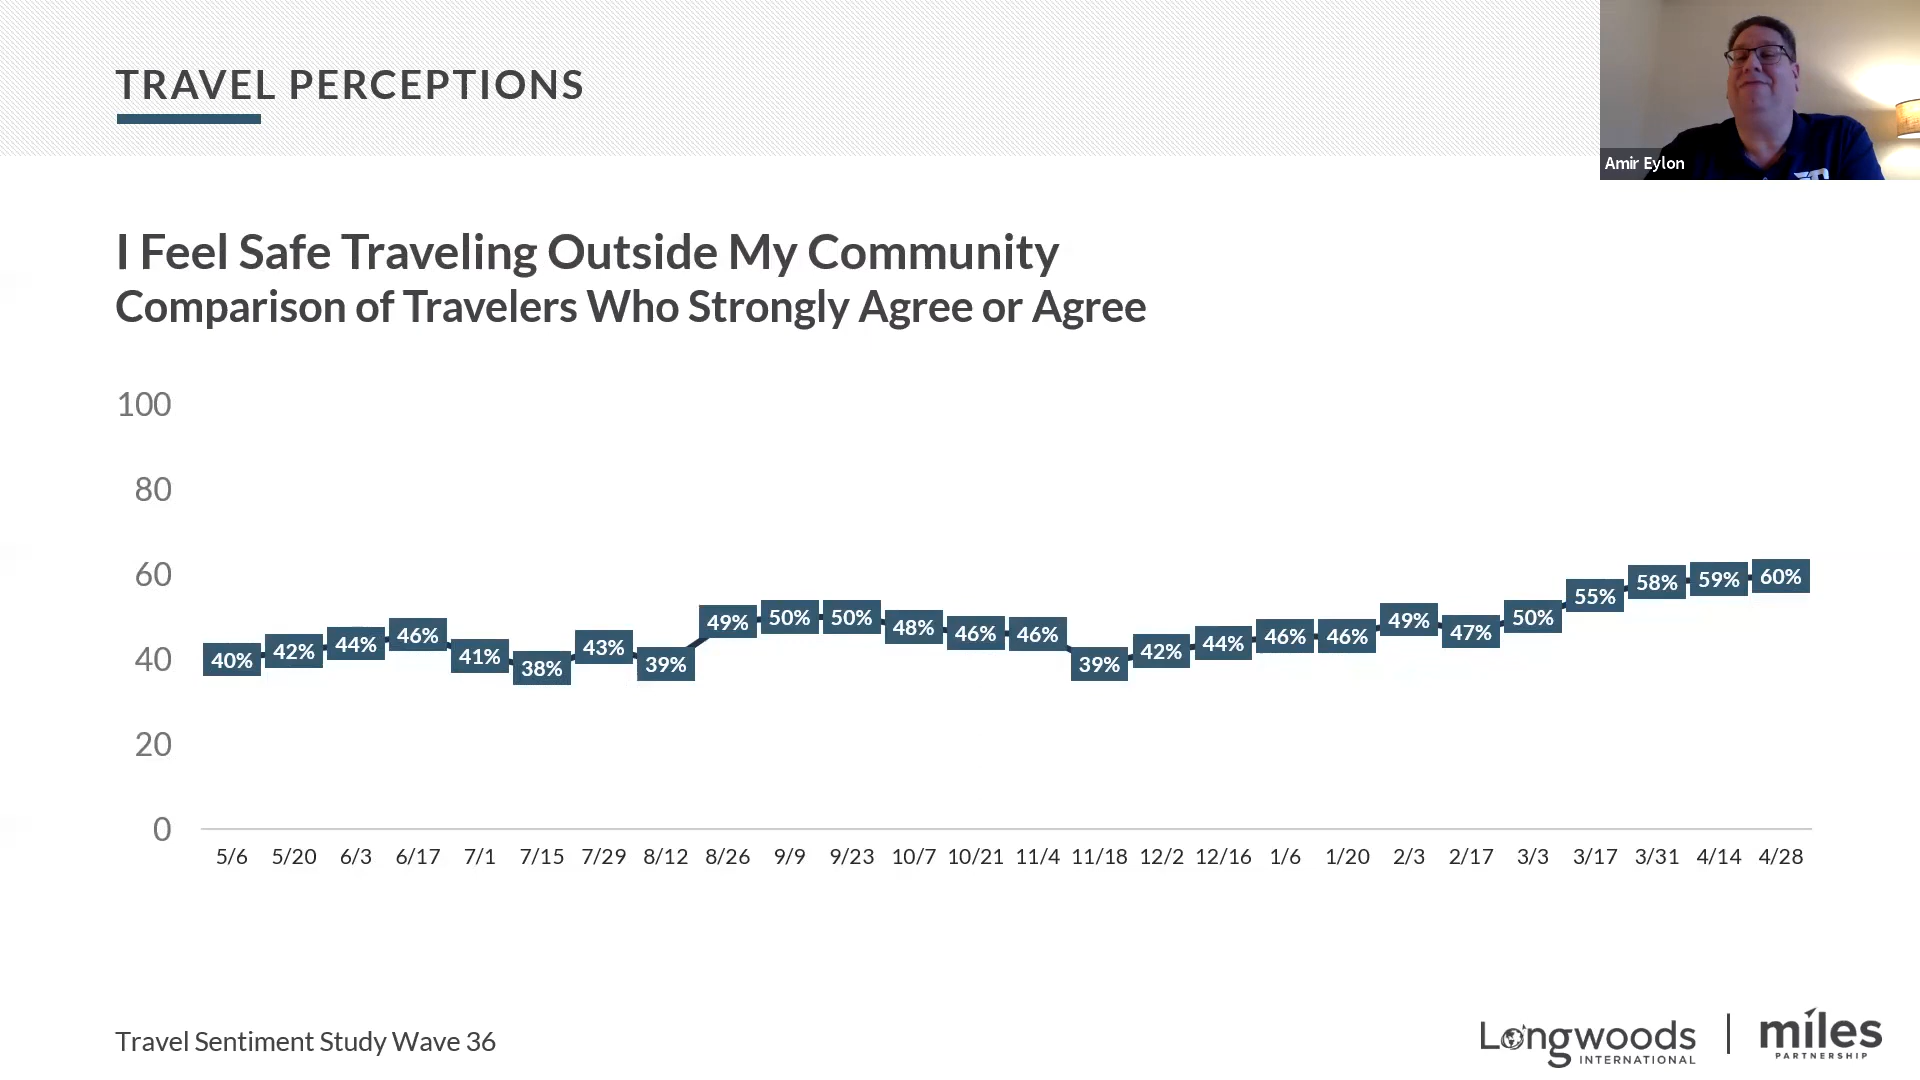 TRAVEL PERCEPTIONS
Amir Eylon
I Feel Safe Traveling Outside My Community
Comparison of Travelers Who Strongly Agree or Agree
100
80
60
40
20
0
40% 42% 44% 46% 41% 38% 43% 39% 49% 50% 50% 48% 46% 46% 39% 42% 44% 46% 46% 49% 47% 50% 55% 58% 59% 60%
5/6 5/20 6/3 6/17 7/1 7/15 7/29 8/12 8/26 9/9 9/23 10/7 10/21 11/4 11/18 12/2 12/16 1/6 1/20 2/3 2/17 3/3 3/17 3/31 4/14 4/28
Travel Sentiment Study Wave 36
Longwoods
INTERNATIONAL
miles
PARTNERSHIP